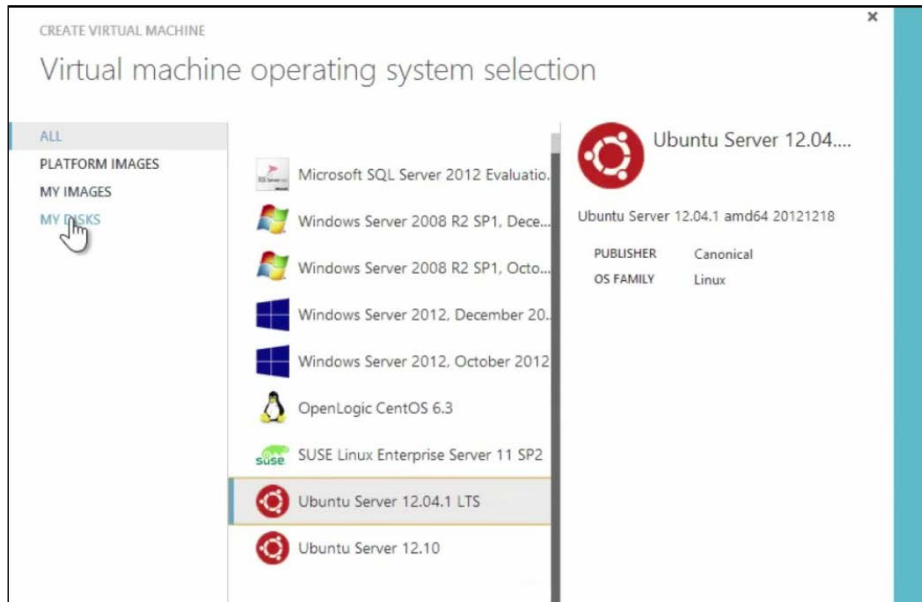 CREATE VIRTUAL MACHINE
Virtual machine operating system selection
ALL
PLATFORM IMAGES
MY IMAGES
MY DISKS
Microsoft SQL Server 2012 Evaluatio.
Windows Server 2008 R2 SP1, Dece...
Windows Server 2008 R2 SP1, Octo...
Windows Server 2012, December 20..
Windows Server 2012, October 2012
OpenLogic CentOS 6.3
SUSE Linux Enterprise Server 11 SP2
Ubuntu Server 12.04.1 LTS
Ubuntu Server 12.10
Ubuntu Server 12.04....
Ubuntu Server 12.04.1 amd64 20121218
PUBLISHER Canonical
OS FAMILY Linux